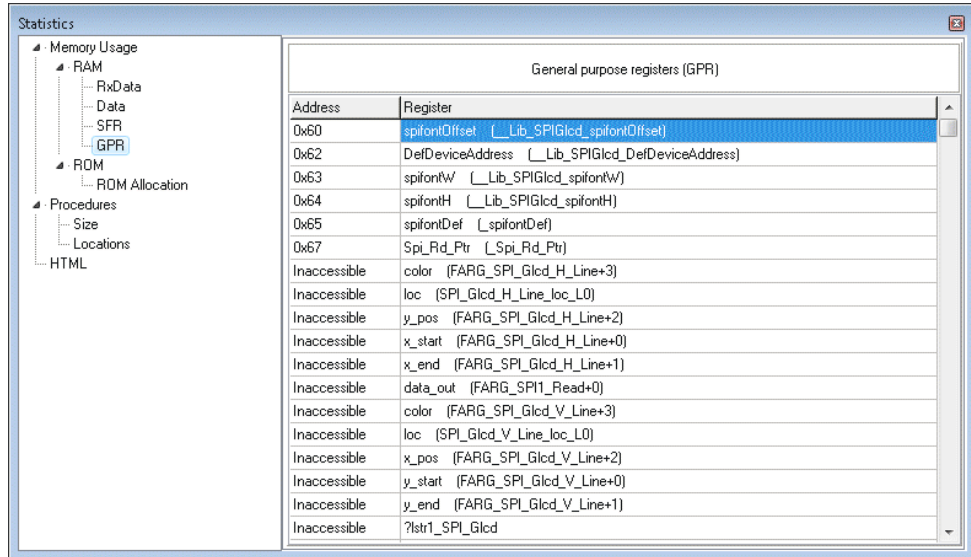 Statistics
Memory Usage
RAM
RxData
Data
SFR
GPR
ROM
ROM Allocation
Procedures
Size
Locations
HTML
General purpose registers (GPR)
Address Register
0x60 spifontOffset (__Lib_SPIGlcd_spifontOffset)
0x62 DefDeviceAddress (__Lib_SPIGlcd_DefDeviceAddress)
0x63 spifontW (__Lib_SPIGlcd_spifontW)
0x64 spifontH (__Lib_SPIGlcd_spifontH)
0x65 spifontDef (_spifontDef)
0x67 Spi_Rd_Ptr (_Spi_Rd_Ptr)
Inaccessible color (FARG_SPI_Glcd_H_Line+3)
Inaccessible loc (SPI_Glcd_H_Line_loc_L0)
Inaccessible y_pos (FARG_SPI_Glcd_H_Line+2)
Inaccessible x_start (FARG_SPI_Glcd_H_Line+0)
Inaccessible x_end (FARG_SPI_Glcd_H_Line+1)
Inaccessible data_out (FARG_SPI1_Read+0)
Inaccessible color (FARG_SPI_Glcd_V_Line+3)
Inaccessible loc (SPI_Glcd_V_Line_loc_L0)
Inaccessible x_pos (FARG_SPI_Glcd_V_Line+2)
Inaccessible y_start (FARG_SPI_Glcd_V_Line+0)
Inaccessible y_end (FARG_SPI_Glcd_V_Line+1)
Inaccessible ?lstr1_SPI_Glcd